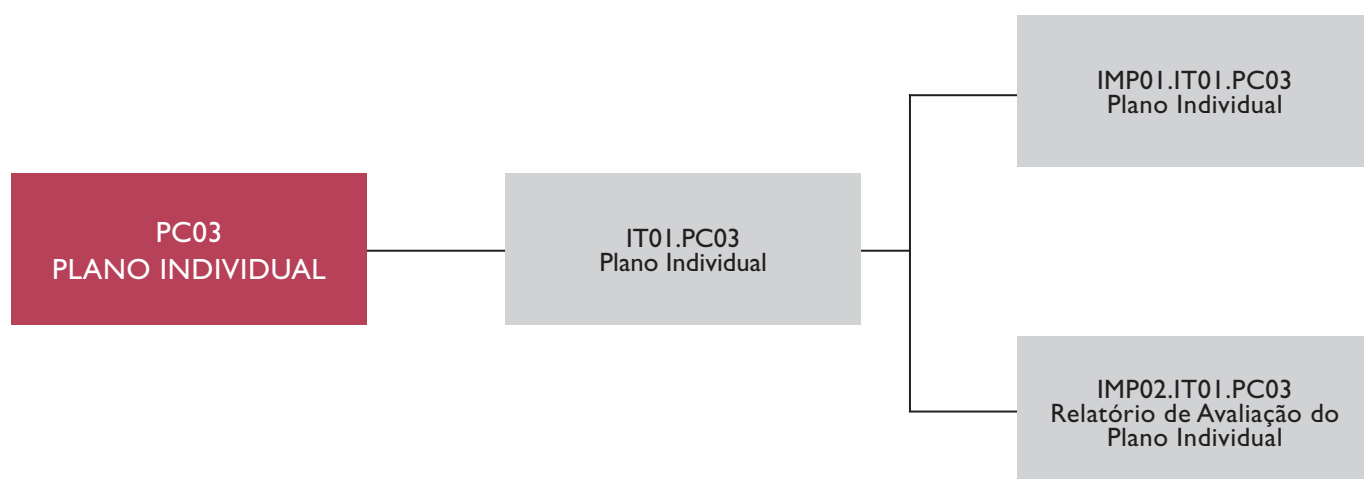 PC03
PLANO INDIVIDUAL
IT01.PC03
Plano Individual
IMP01.IT01.PC03
Plano Individual
IMP02.IT01.PC03
Relatório de Avaliação do
Plano Individual